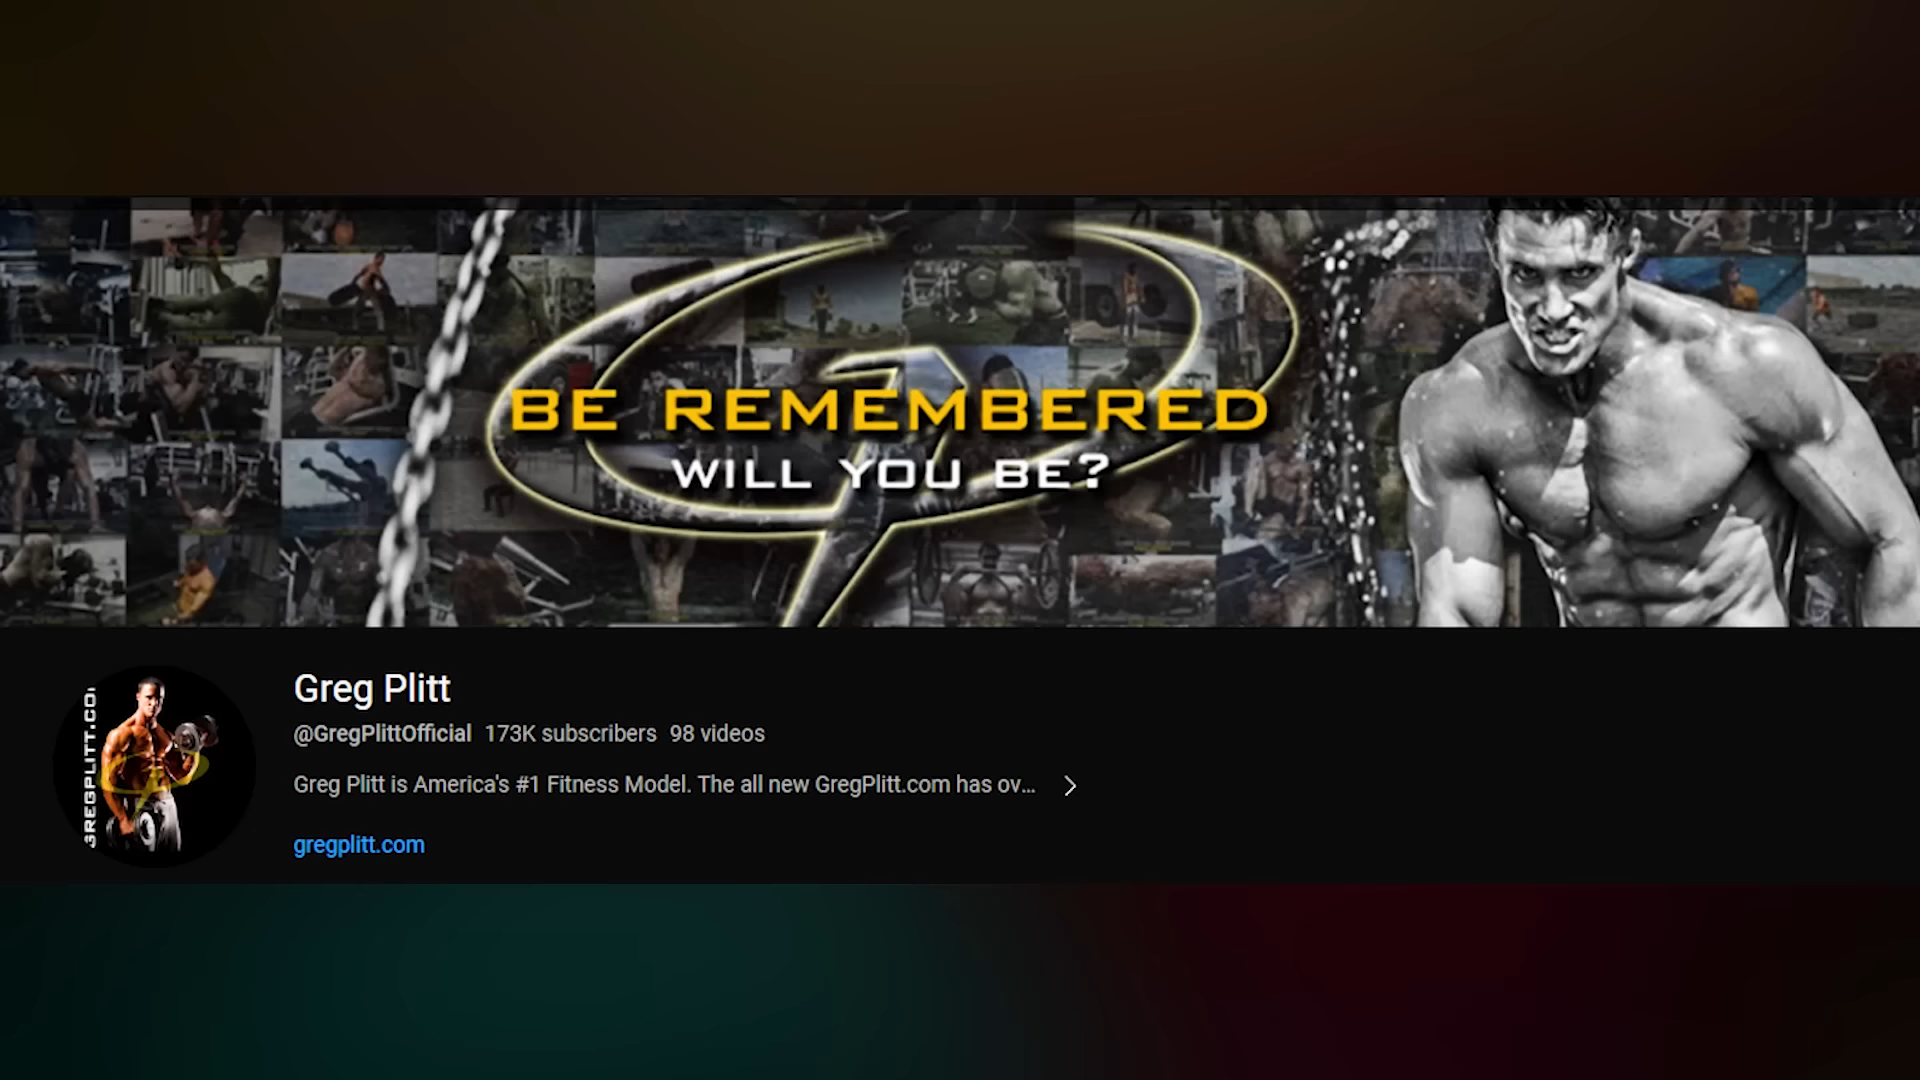 BE REMEMBERED
WILL YOU BE?
GREGPLITT.CO
Greg Plitt
@GregPlittOfficial 173K subscribers 98 videos
Greg Plitt is America's #1 Fitness Model. The all new GregPlitt.com has ov...
gregplitt.com